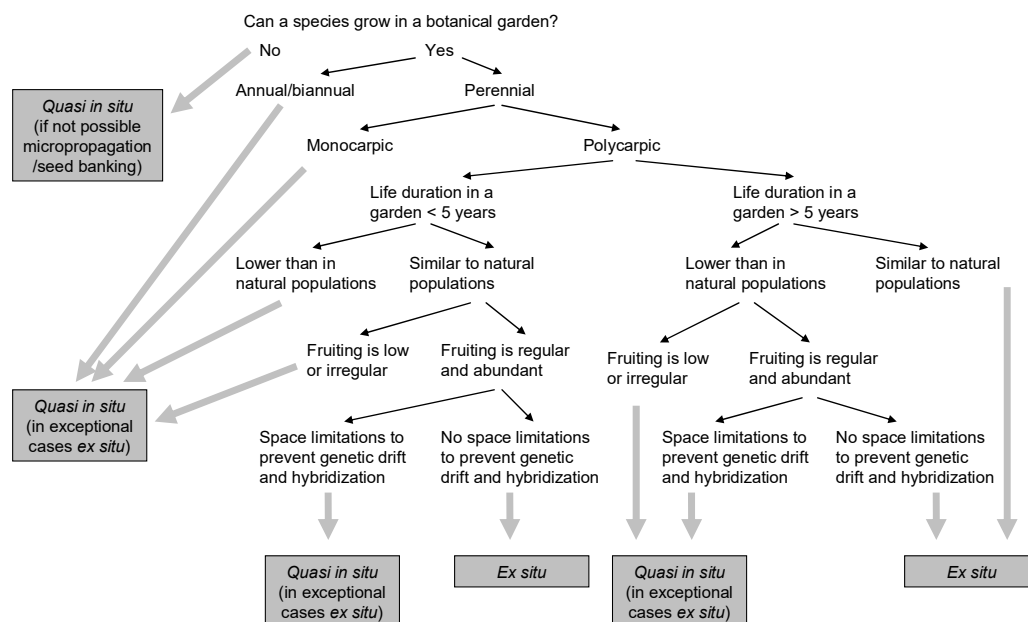 Can a species grow in a botanical garden?
No
Yes
Annual/biannual
Perennial
Quasi in situ
(if not possible
micropropagation
/seed banking)
Monocarpic
Polycarpic
Life duration in a
garden < 5 years
Life duration in a
garden > 5 years
Lower than in
natural populations
Similar to natural
populations
Lower than in
natural populations
Similar to natural
populations
Fruiting is low
or irregular
Fruiting is regular
and abundant
Fruiting is low
or irregular
Fruiting is regular
and abundant
Quasi in situ
(in exceptional
cases ex situ)
Space limitations to
prevent genetic drift
and hybridization
No space limitations
to prevent genetic
drift and hybridization
Space limitations to
prevent genetic drift
and hybridization
No space limitations
to prevent genetic
drift and hybridization
Quasi in situ
(in exceptional
cases ex situ)
Ex situ
Quasi in situ
(in exceptional
cases ex situ)
Ex situ